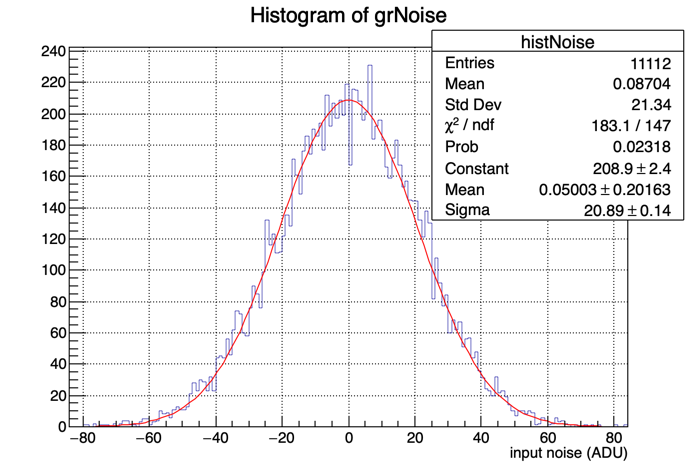 Histogram of grNoise
histNoise
Entries 11112
Mean 0.08704
Std Dev 21.34
χ² / ndf 183.1 / 147
Prob 0.02318
Constant 208.9 ± 2.4
Mean 0.05003 ± 0.20163
Sigma 20.89 ± 0.14
240
220
200
180
160
140
120
100
80
60
40
20
0
−80 −60 −40 −20 0 20 40 60 80
input noise (ADU)